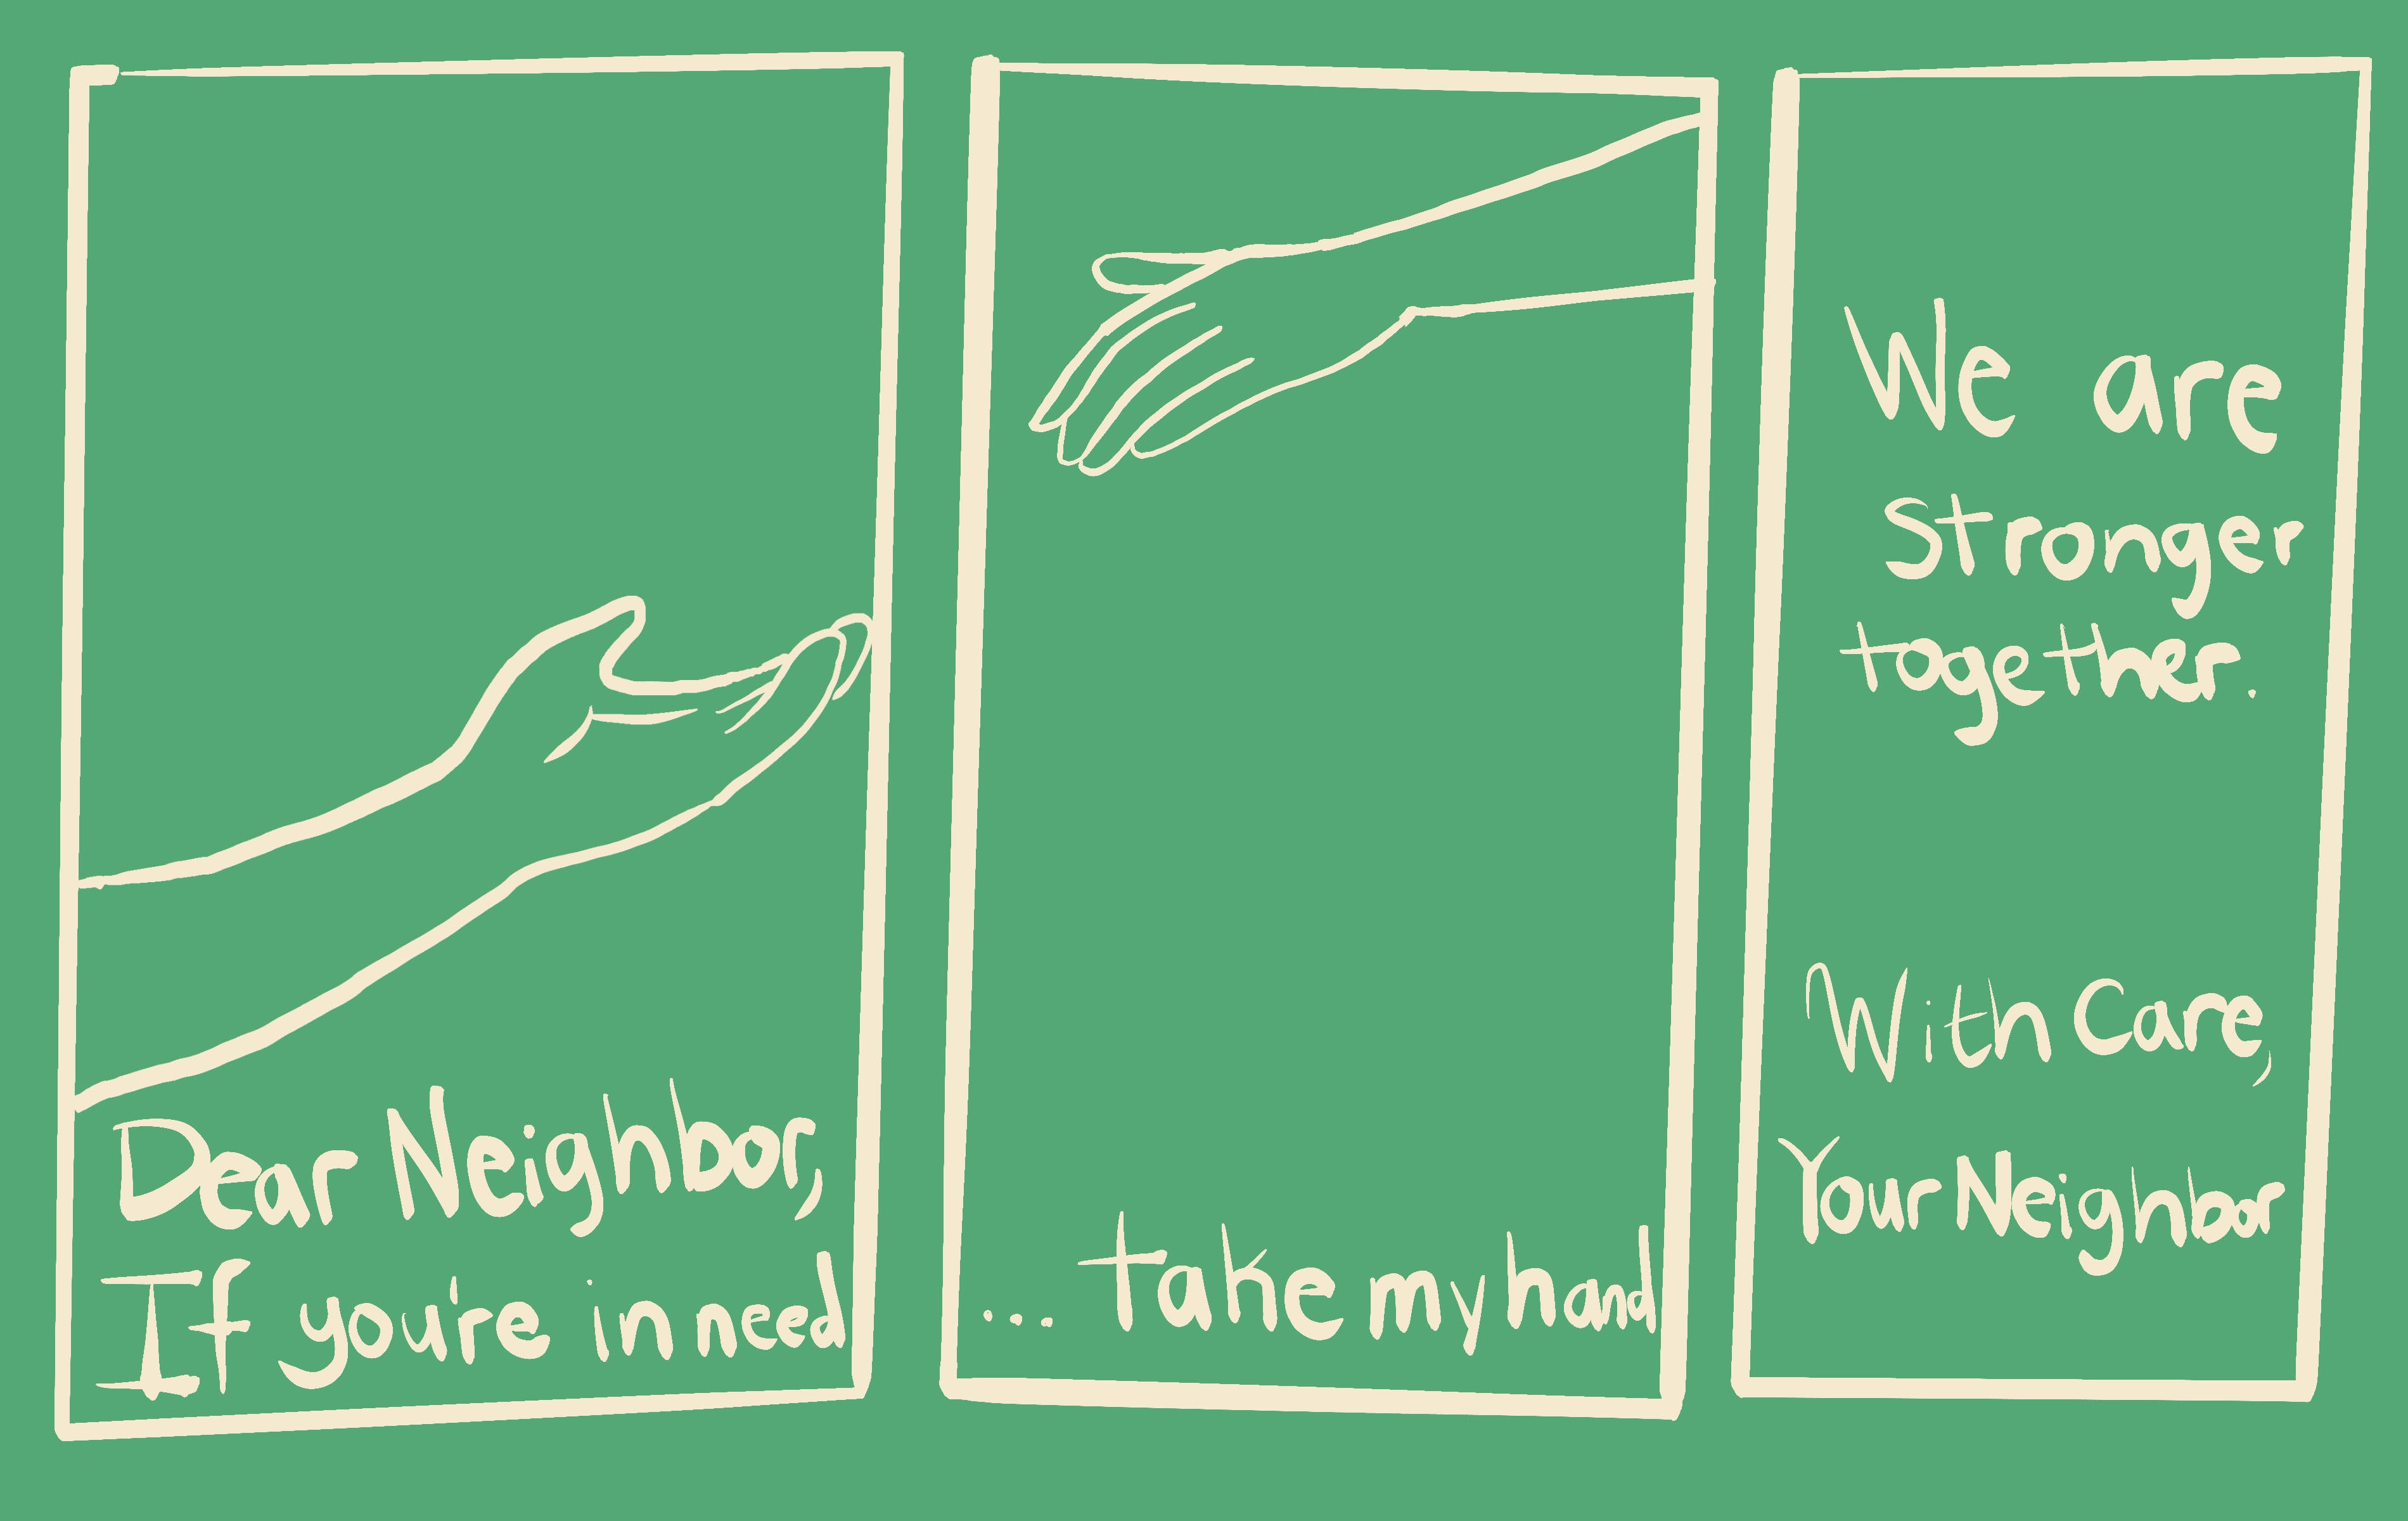 Dear Neighbor,
If you're in need
... take my hand
We are
Stronger
together.
With Care,
Your Neighbor